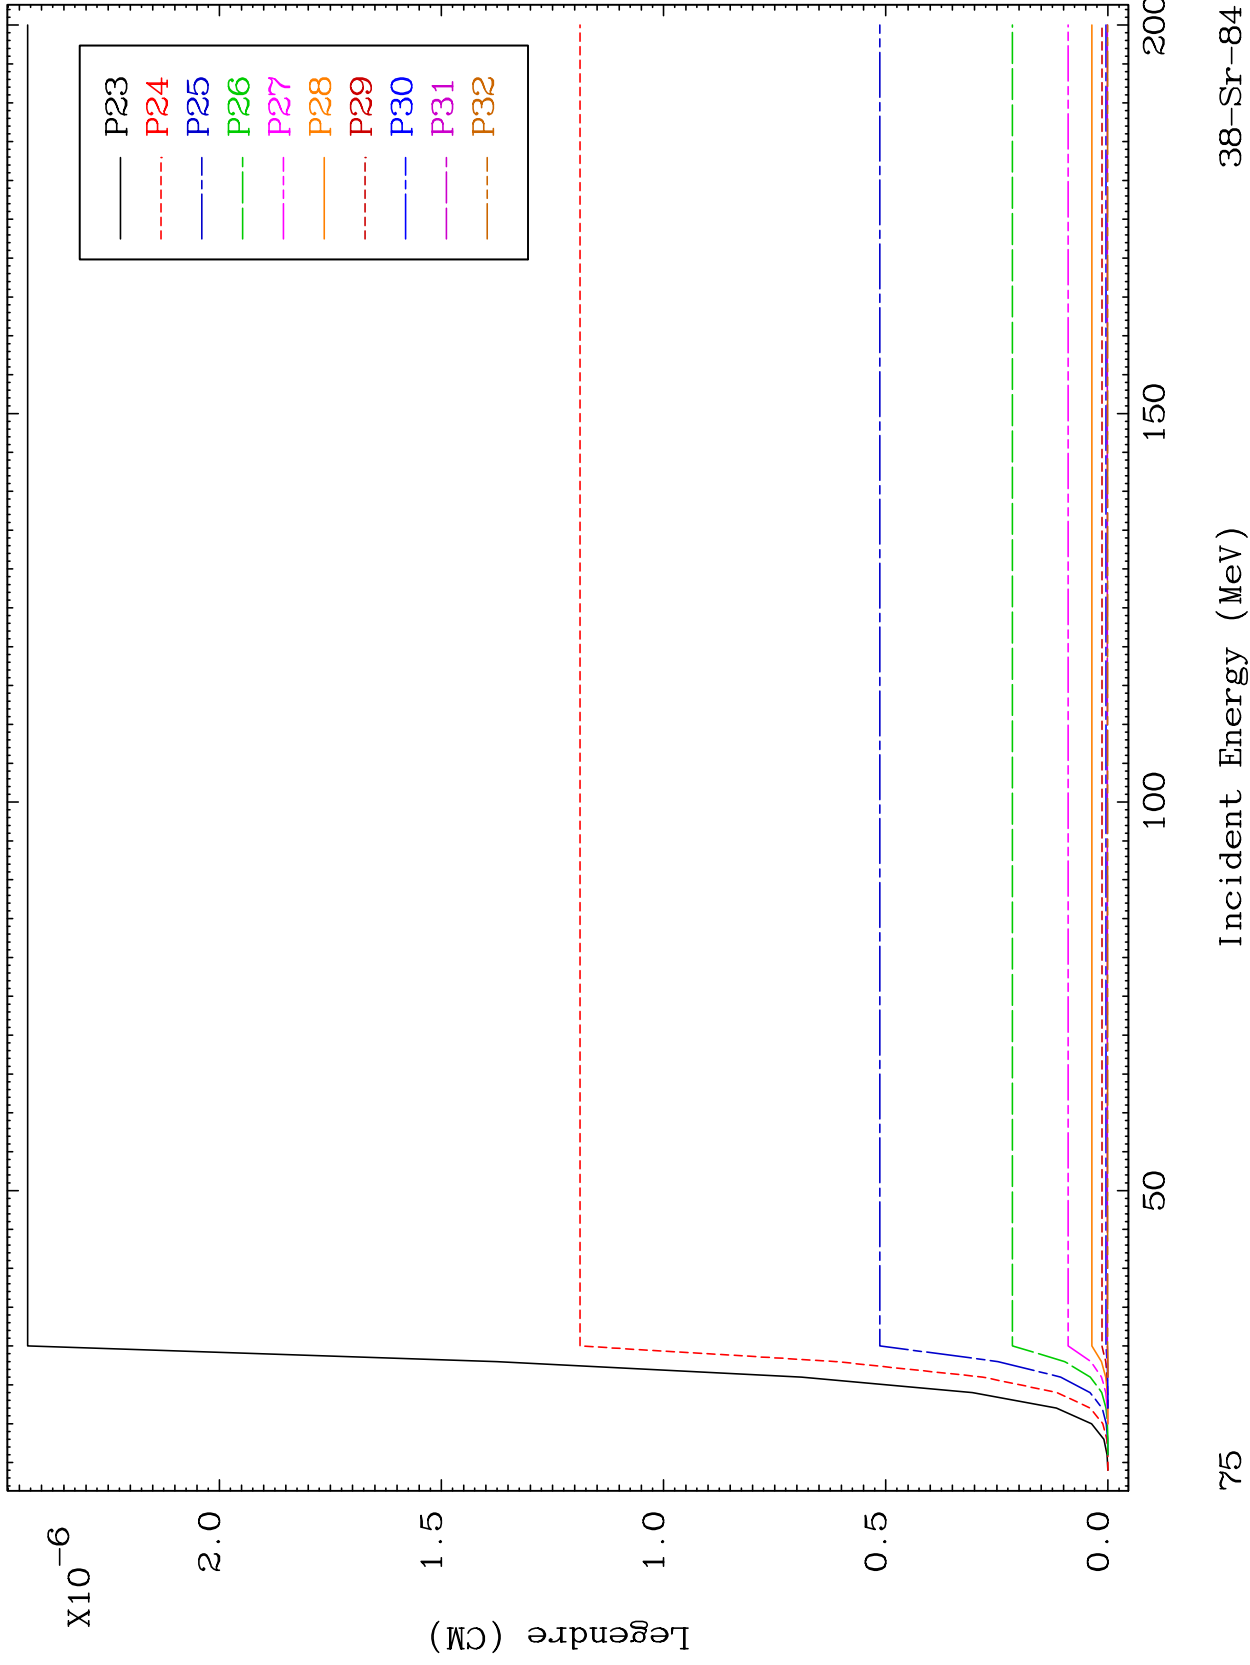 X10-6
2.0
1.5
1.0
0.5
0.0
Legendre (CM)
P23
P24
P25
P26
P27
P28
P29
P30
P31
P32
50
100
150
200
Incident Energy (MeV)
75
38-Sr-84